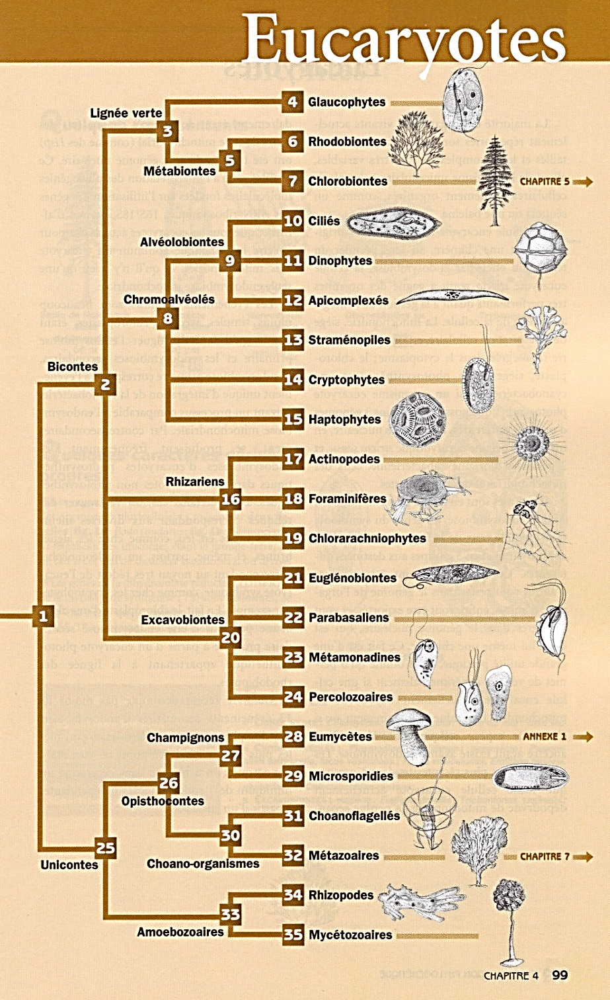 Eucaryotes
4 Glaucophytes
Lignée verte
3
6 Rhodobiontes
5
Métabiontes
7 Chlorobiontes CHAPITRE 5
10 Ciliés
Alvéolobiontes
9
11 Dinophytes
Chromoalvéolés
12 Apicomplexés
8
13 Straménopiles
Bicontes
2
14 Cryptophytes
15 Haptophytes
17 Actinopodes
Rhizariens
16
18 Foraminifères
19 Chlorarachniophytes
21 Euglénobiontes
1
22 Parabasaliens
Excavobiontes
20
23 Métamonadines
24 Percolozoaires
Champignons
28 Eumycètes ANNEXE 1
27
29 Microsporidies
26
Opisthocontes
31 Choanoflagellés
30
25
32 Métazoaires CHAPITRE 7
Unicontes
Choano-organismes
34 Rhizopodes
33
Amoebozoaires
35 Mycétozoaires
CHAPITRE 4 99